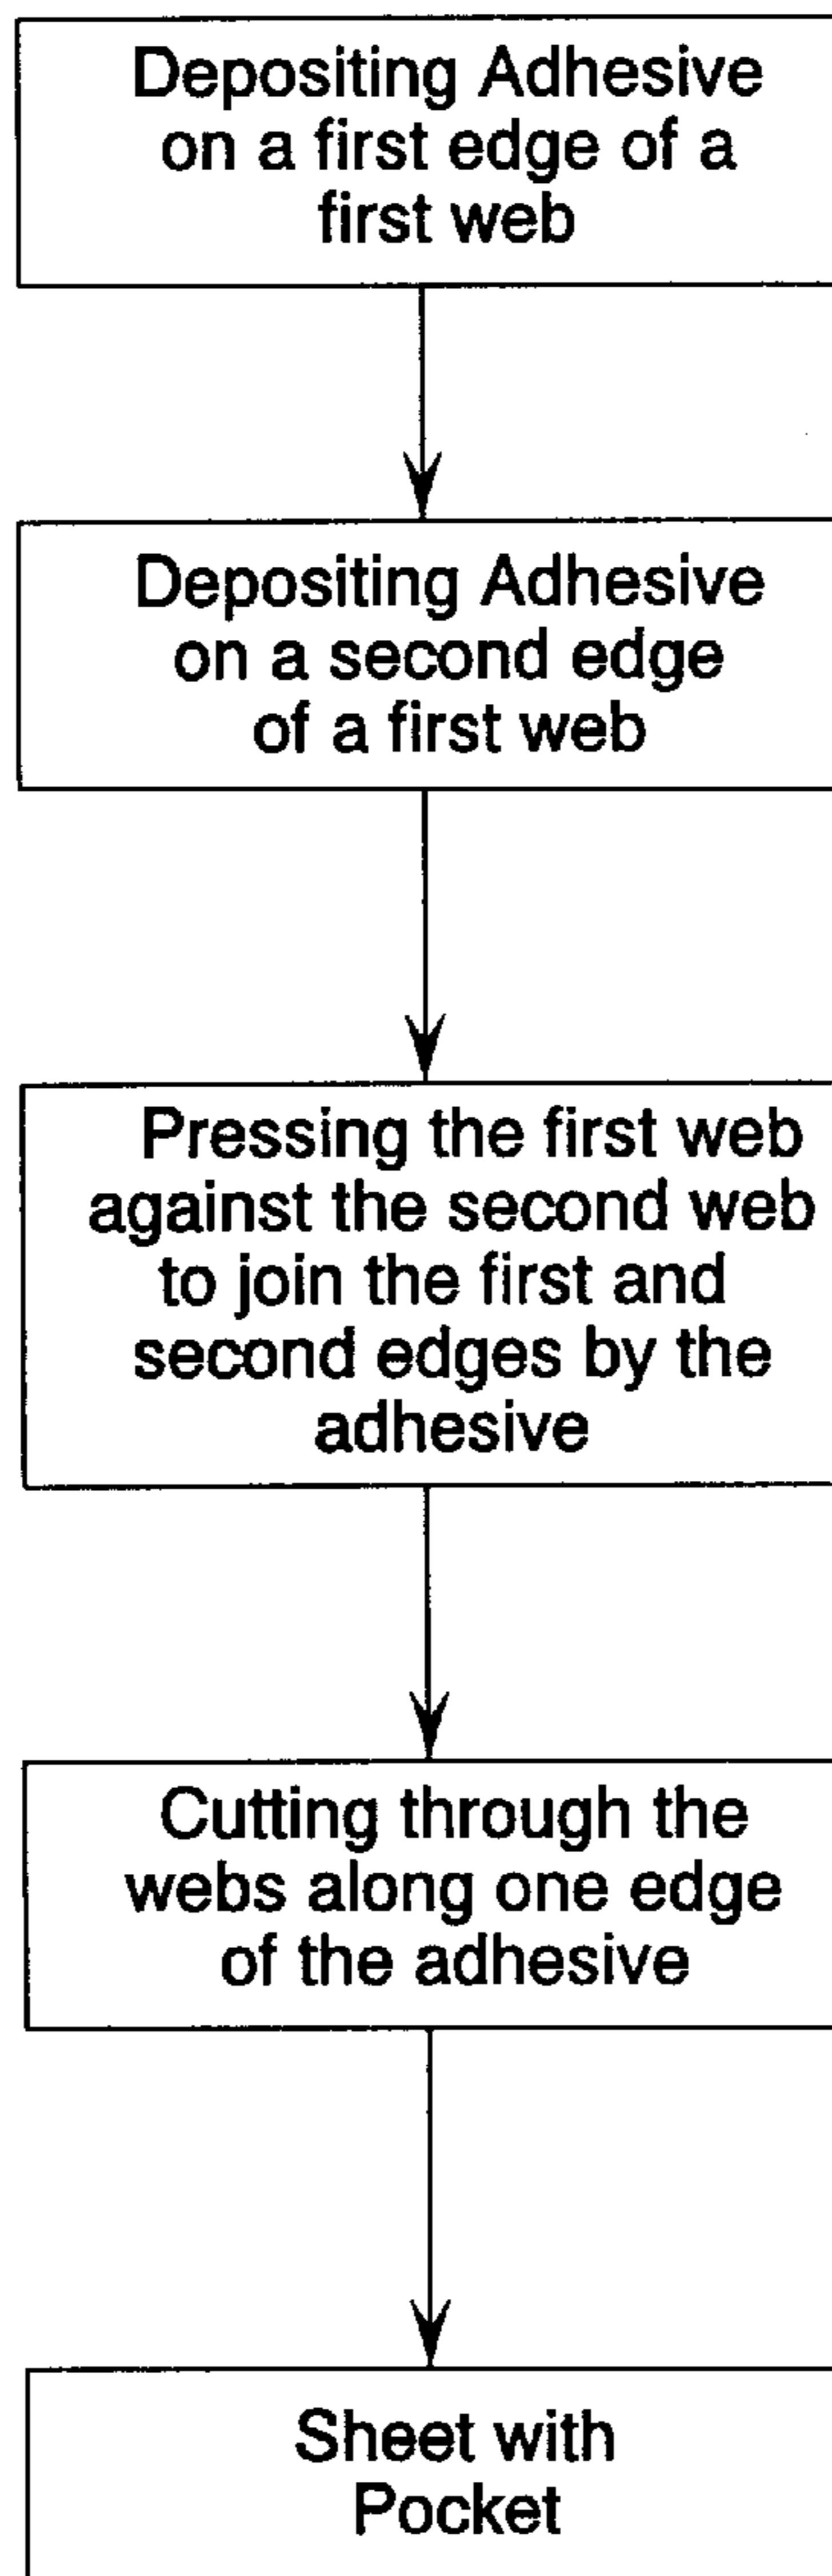 Depositing Adhesive
on a first edge of a
first web
Depositing Adhesive
on a second edge
of a first web
Pressing the first web
against the second web
to join the first and
second edges by the
adhesive
Cutting through the
webs along one edge
of the adhesive
Sheet with
Pocket